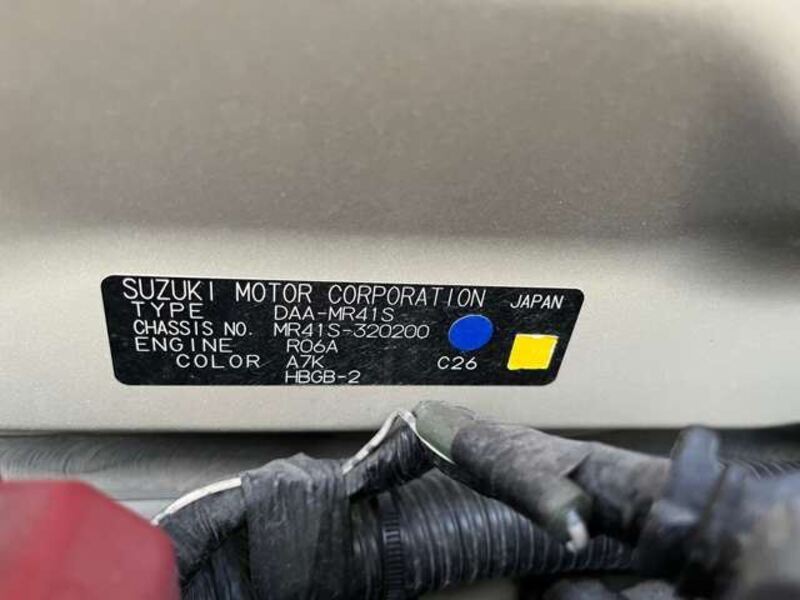 SUZUKI MOTOR CORPORATION JAPAN
TYPE DAA-MR41S
CHASSIS NO. MR41S-320200
ENGINE R06A
COLOR A7K C26
HBGB-2